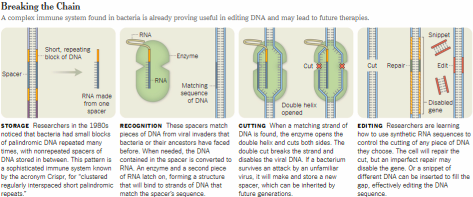 Breaking the Chain
A complex immune system found in bacteria is already proving useful in editing DNA and may lead to future therapies.
Short, repeating
block of DNA
Spacer
RNA made
from one
spacer
RNA
Enzyme
RNA
Matching
sequence
of DNA
Cut
Double helix
opened
Snippet
Cut
Repair
Edit
Disabled
gene
STORAGE Researchers in the 1980s
noticed that bacteria had small blocks
of palindromic DNA repeated many
times, with nonrepeated spacers of
DNA stored in between. This pattern is
a sophisticated immune system known
by the acronym Crispr, for “clustered
regularly interspaced short palindromic
repeats.”
RECOGNITION These spacers match
pieces of DNA from viral invaders that
bacteria or their ancestors have faced
before. When needed, the DNA
contained in the spacer is converted to
RNA. An enzyme and a second piece
of RNA latch on, forming a structure
that will bind to strands of DNA that
match the spacer’s sequence.
CUTTING When a matching strand of
DNA is found, the enzyme opens the
double helix and cuts both sides. The
double cut breaks the strand and
disables the viral DNA. If a bacterium
survives an attack by an unfamiliar
virus, it will make and store a new
spacer, which can be inherited by
future generations.
EDITING Researchers are learning
how to use synthetic RNA sequences to
control the cutting of any piece of DNA
they choose. The cell will repair the
cut, but an imperfect repair may
disable the gene. Or a snippet of
different DNA can be inserted to fill the
gap, effectively editing the DNA
sequence.